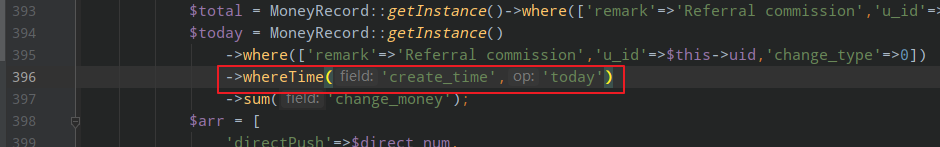 393 $total = MoneyRecord::getInstance()->where(['remark'=>'Referral commission','u_id'=>
394 $today = MoneyRecord::getInstance()
395 ->where(['remark'=>'Referral commission','u_id'=>$this->uid,'change_type'=>0])
396 ->whereTime( field: 'create_time', op: 'today')
397 ->sum( field: 'change_money');
398 $arr = [
399 'directPush'=>$direct_num,